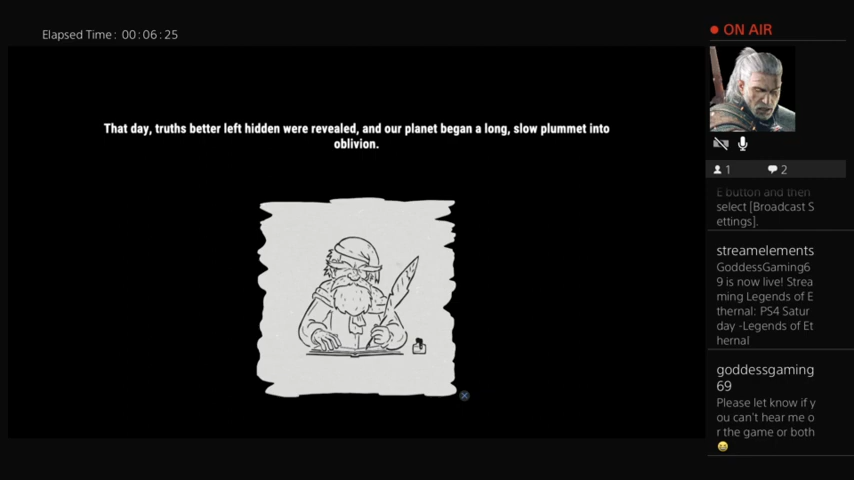 Elapsed Time: 00:06:25
ON AIR
That day, truths better left hidden were revealed, and our planet began a long, slow plummet into
oblivion.
1
2
E button and then
select [Broadcast S
ettings].
streamelements
GoddessGaming6
9 is now live! Strea
ming Legends of E
thernal: PS4 Satur
day -Legends of Et
hernal
goddessgaming
69
Please let know if y
ou can't hear me o
r the game or both